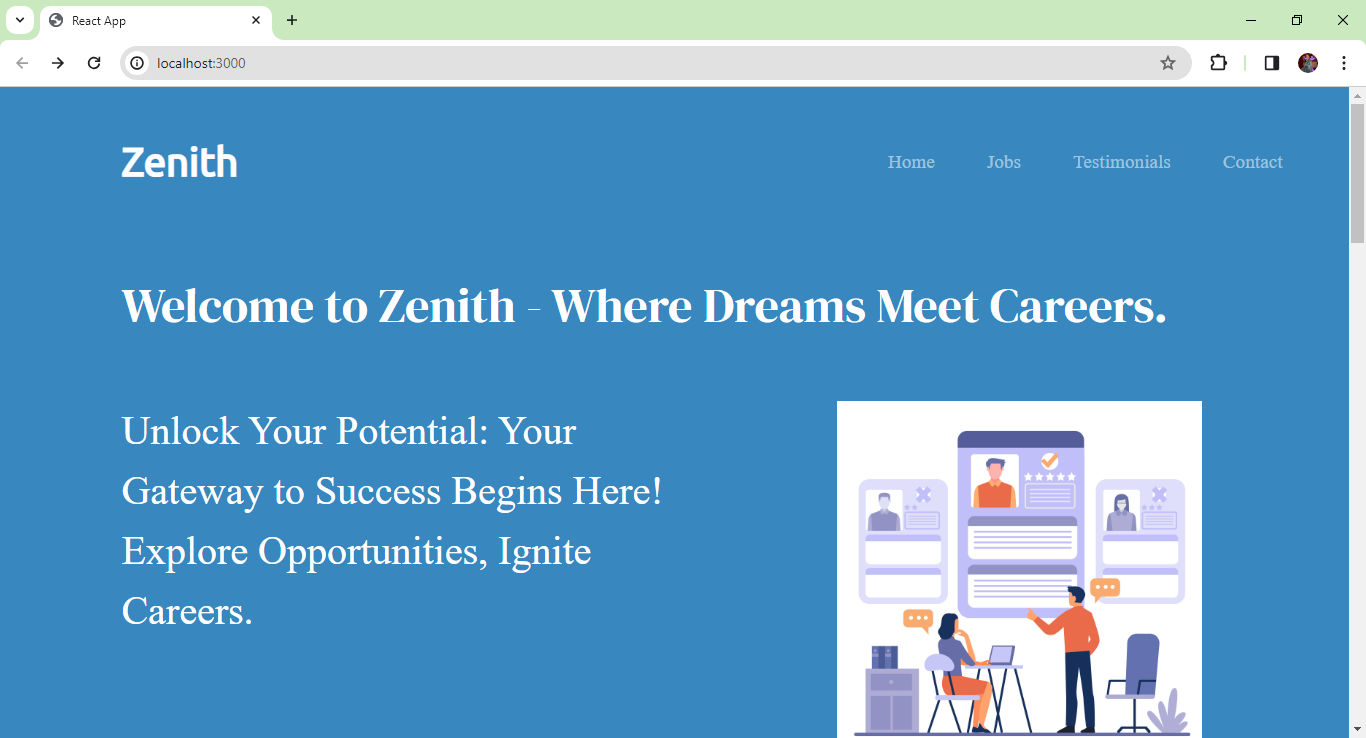 React App
localhost:3000
Zenith
Home Jobs Testimonials Contact
Welcome to Zenith - Where Dreams Meet Careers.
Unlock Your Potential: Your
Gateway to Success Begins Here!
Explore Opportunities, Ignite
Careers.